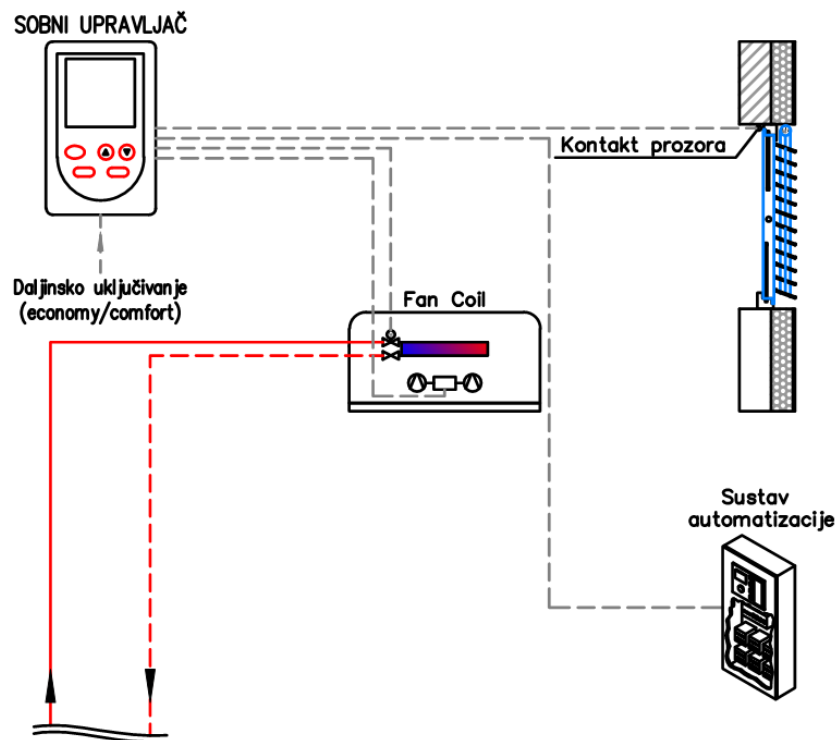 SOBNI UPRAVLJAČ
Kontakt prozora
Daljinsko uključivanje
(economy/comfort)
Fan Coil
Sustav
automatizacije